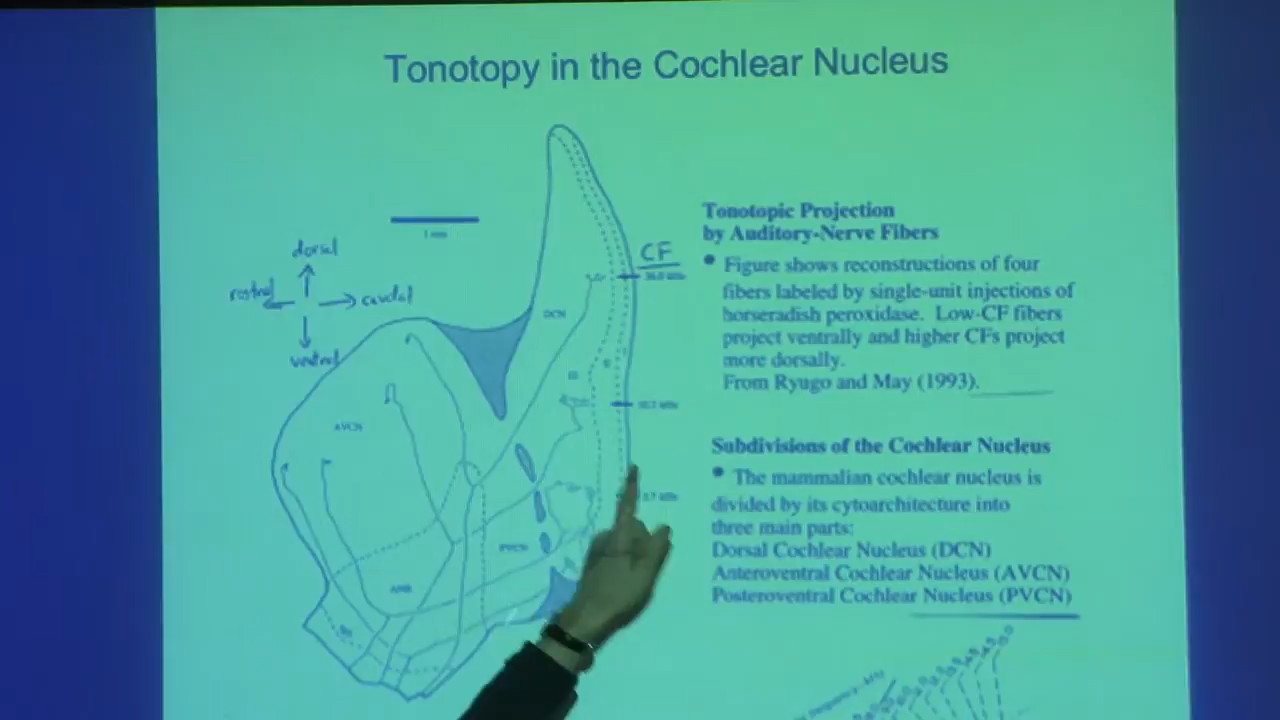 Tonotopy in the Cochlear Nucleus
1 mm
dorsal
rostral
caudal
ventral
CF
DCN
AVCN
PVCN
Tonotopic Projection
by Auditory-Nerve Fibers
• Figure shows reconstructions of four
fibers labeled by single-unit injections of
horseradish peroxidase. Low-CF fibers
project ventrally and higher CFs project
more dorsally.
From Ryugo and May (1993).
Subdivisions of the Cochlear Nucleus
• The mammalian cochlear nucleus is
divided by its cytoarchitecture into
three main parts:
Dorsal Cochlear Nucleus (DCN)
Anteroventral Cochlear Nucleus (AVCN)
Posteroventral Cochlear Nucleus (PVCN)